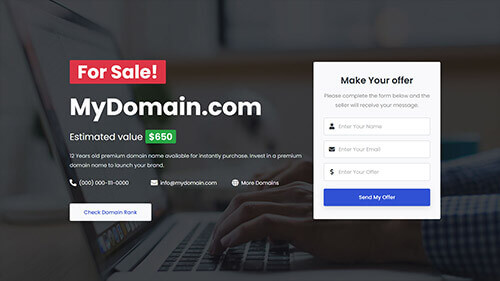 For Sale!
MyDomain.com
Estimated value $650
12 Years old premium domain name available for instantly purchase. Invest in a premium
domain name to launch your brand.
(000) 000-111-0000
info@mydomain.com
More Domains
Check Domain Rank
Make Your offer
Please complete the form below and the
seller will receive your message.
Enter Your Name
Enter Your Email
Enter Your Offer
Send My Offer